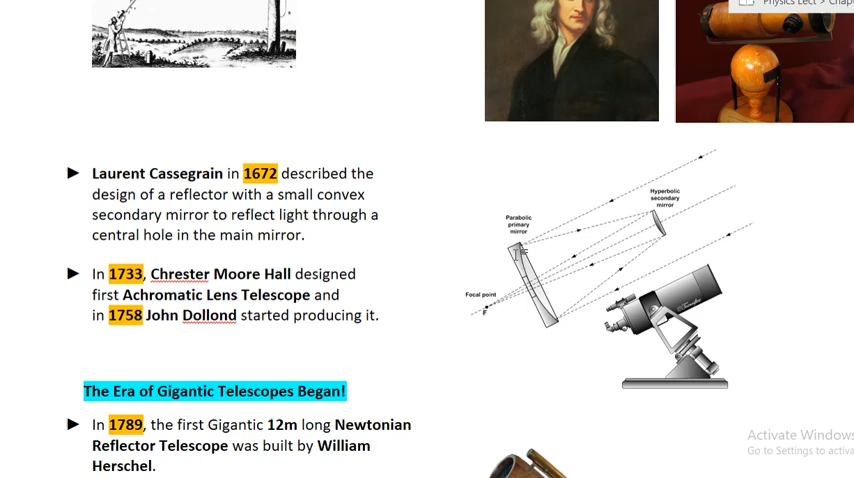 Physics Lect > Chap
► Laurent Cassegrain in 1672 described the
design of a reflector with a small convex
secondary mirror to reflect light through a
central hole in the main mirror.
► In 1733, Chrester Moore Hall designed
first Achromatic Lens Telescope and
in 1758 John Dollond started producing it.
Hyperbolic
secondary
mirror
Parabolic
primary
mirror
Focal point
F
The Era of Gigantic Telescopes Began!
► In 1789, the first Gigantic 12m long Newtonian
Reflector Telescope was built by William
Herschel.
Activate Windows
Go to Settings to activa